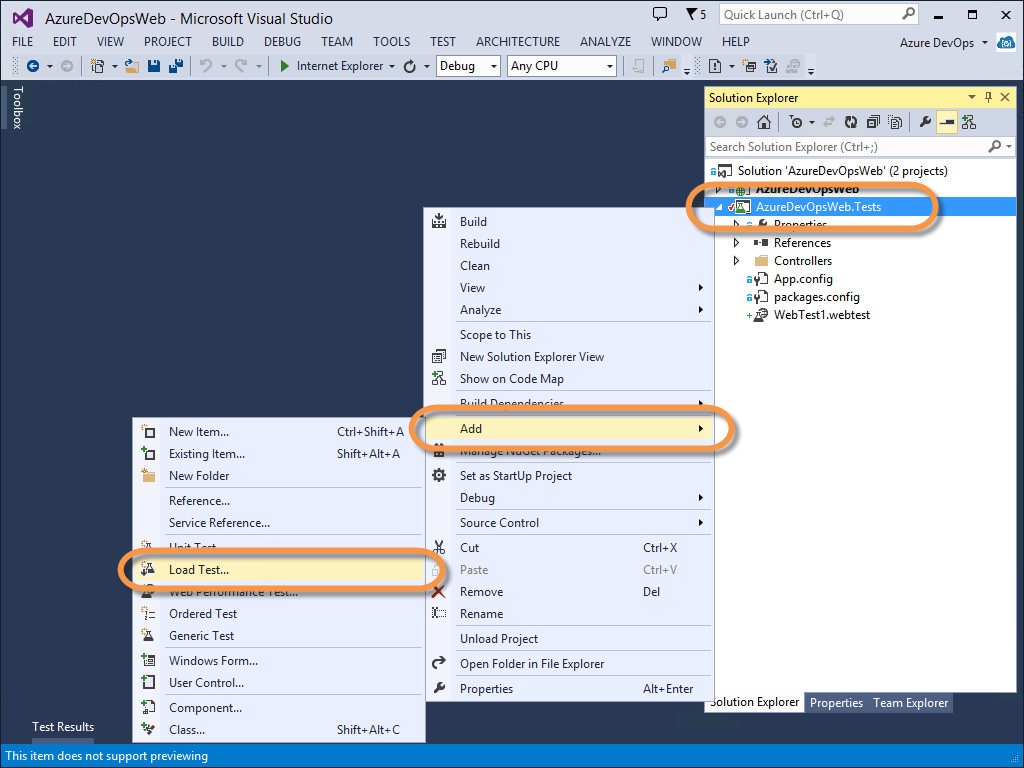 AzureDevOpsWeb - Microsoft Visual Studio
5
Quick Launch (Ctrl+Q)
FILE EDIT VIEW PROJECT BUILD DEBUG TEAM TOOLS TEST ARCHITECTURE ANALYZE WINDOW HELP
Azure DevOps
Internet Explorer
Debug
Any CPU
Toolbox
Solution Explorer
Search Solution Explorer (Ctrl+;)
Solution 'AzureDevOpsWeb' (2 projects)
AzureDevOpsWeb
AzureDevOpsWeb.Tests
Properties
References
Controllers
App.config
packages.config
WebTest1.webtest
Build
Rebuild
Clean
View
Analyze
Scope to This
New Solution Explorer View
Show on Code Map
Build Dependencies
Add
Manage NuGet Packages...
Set as StartUp Project
Debug
Source Control
Cut Ctrl+X
Paste Ctrl+V
Remove Del
Rename
Unload Project
Open Folder in File Explorer
Properties Alt+Enter
New Item... Ctrl+Shift+A
Existing Item... Shift+Alt+A
New Folder
Reference...
Service Reference...
Unit Test
Load Test...
Web Performance Test...
Ordered Test
Generic Test
Windows Form...
User Control...
Component...
Class... Shift+Alt+C
Solution Explorer Properties Team Explorer
Test Results
This item does not support previewing